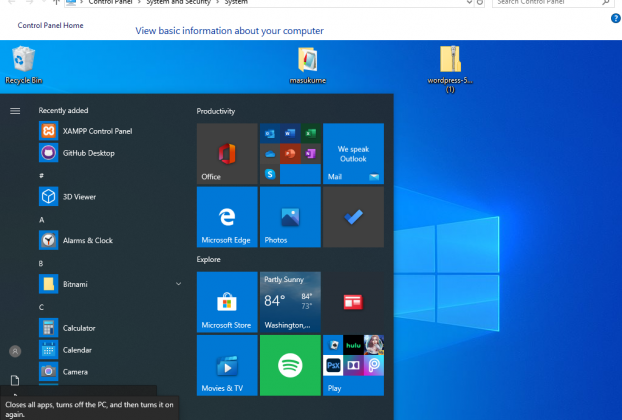 Control Panel > System and Security > System
Search Control Panel
Control Panel Home
View basic information about your computer
Recycle Bin
masukume
wordpress-5...
(1)
Recently added
XAMPP Control Panel
GitHub Desktop
#
3D Viewer
A
Alarms & Clock
B
Bitnami
C
Calculator
Calendar
Camera
Productivity
Office
We speak
Outlook
Mail
Microsoft Edge
Photos
Explore
Microsoft Store
Partly Sunny
84°
84°
73°
Washington,...
Movies & TV
hulu
PsX
Play
R
Closes all apps, turns off the PC, and then turns it on
again.